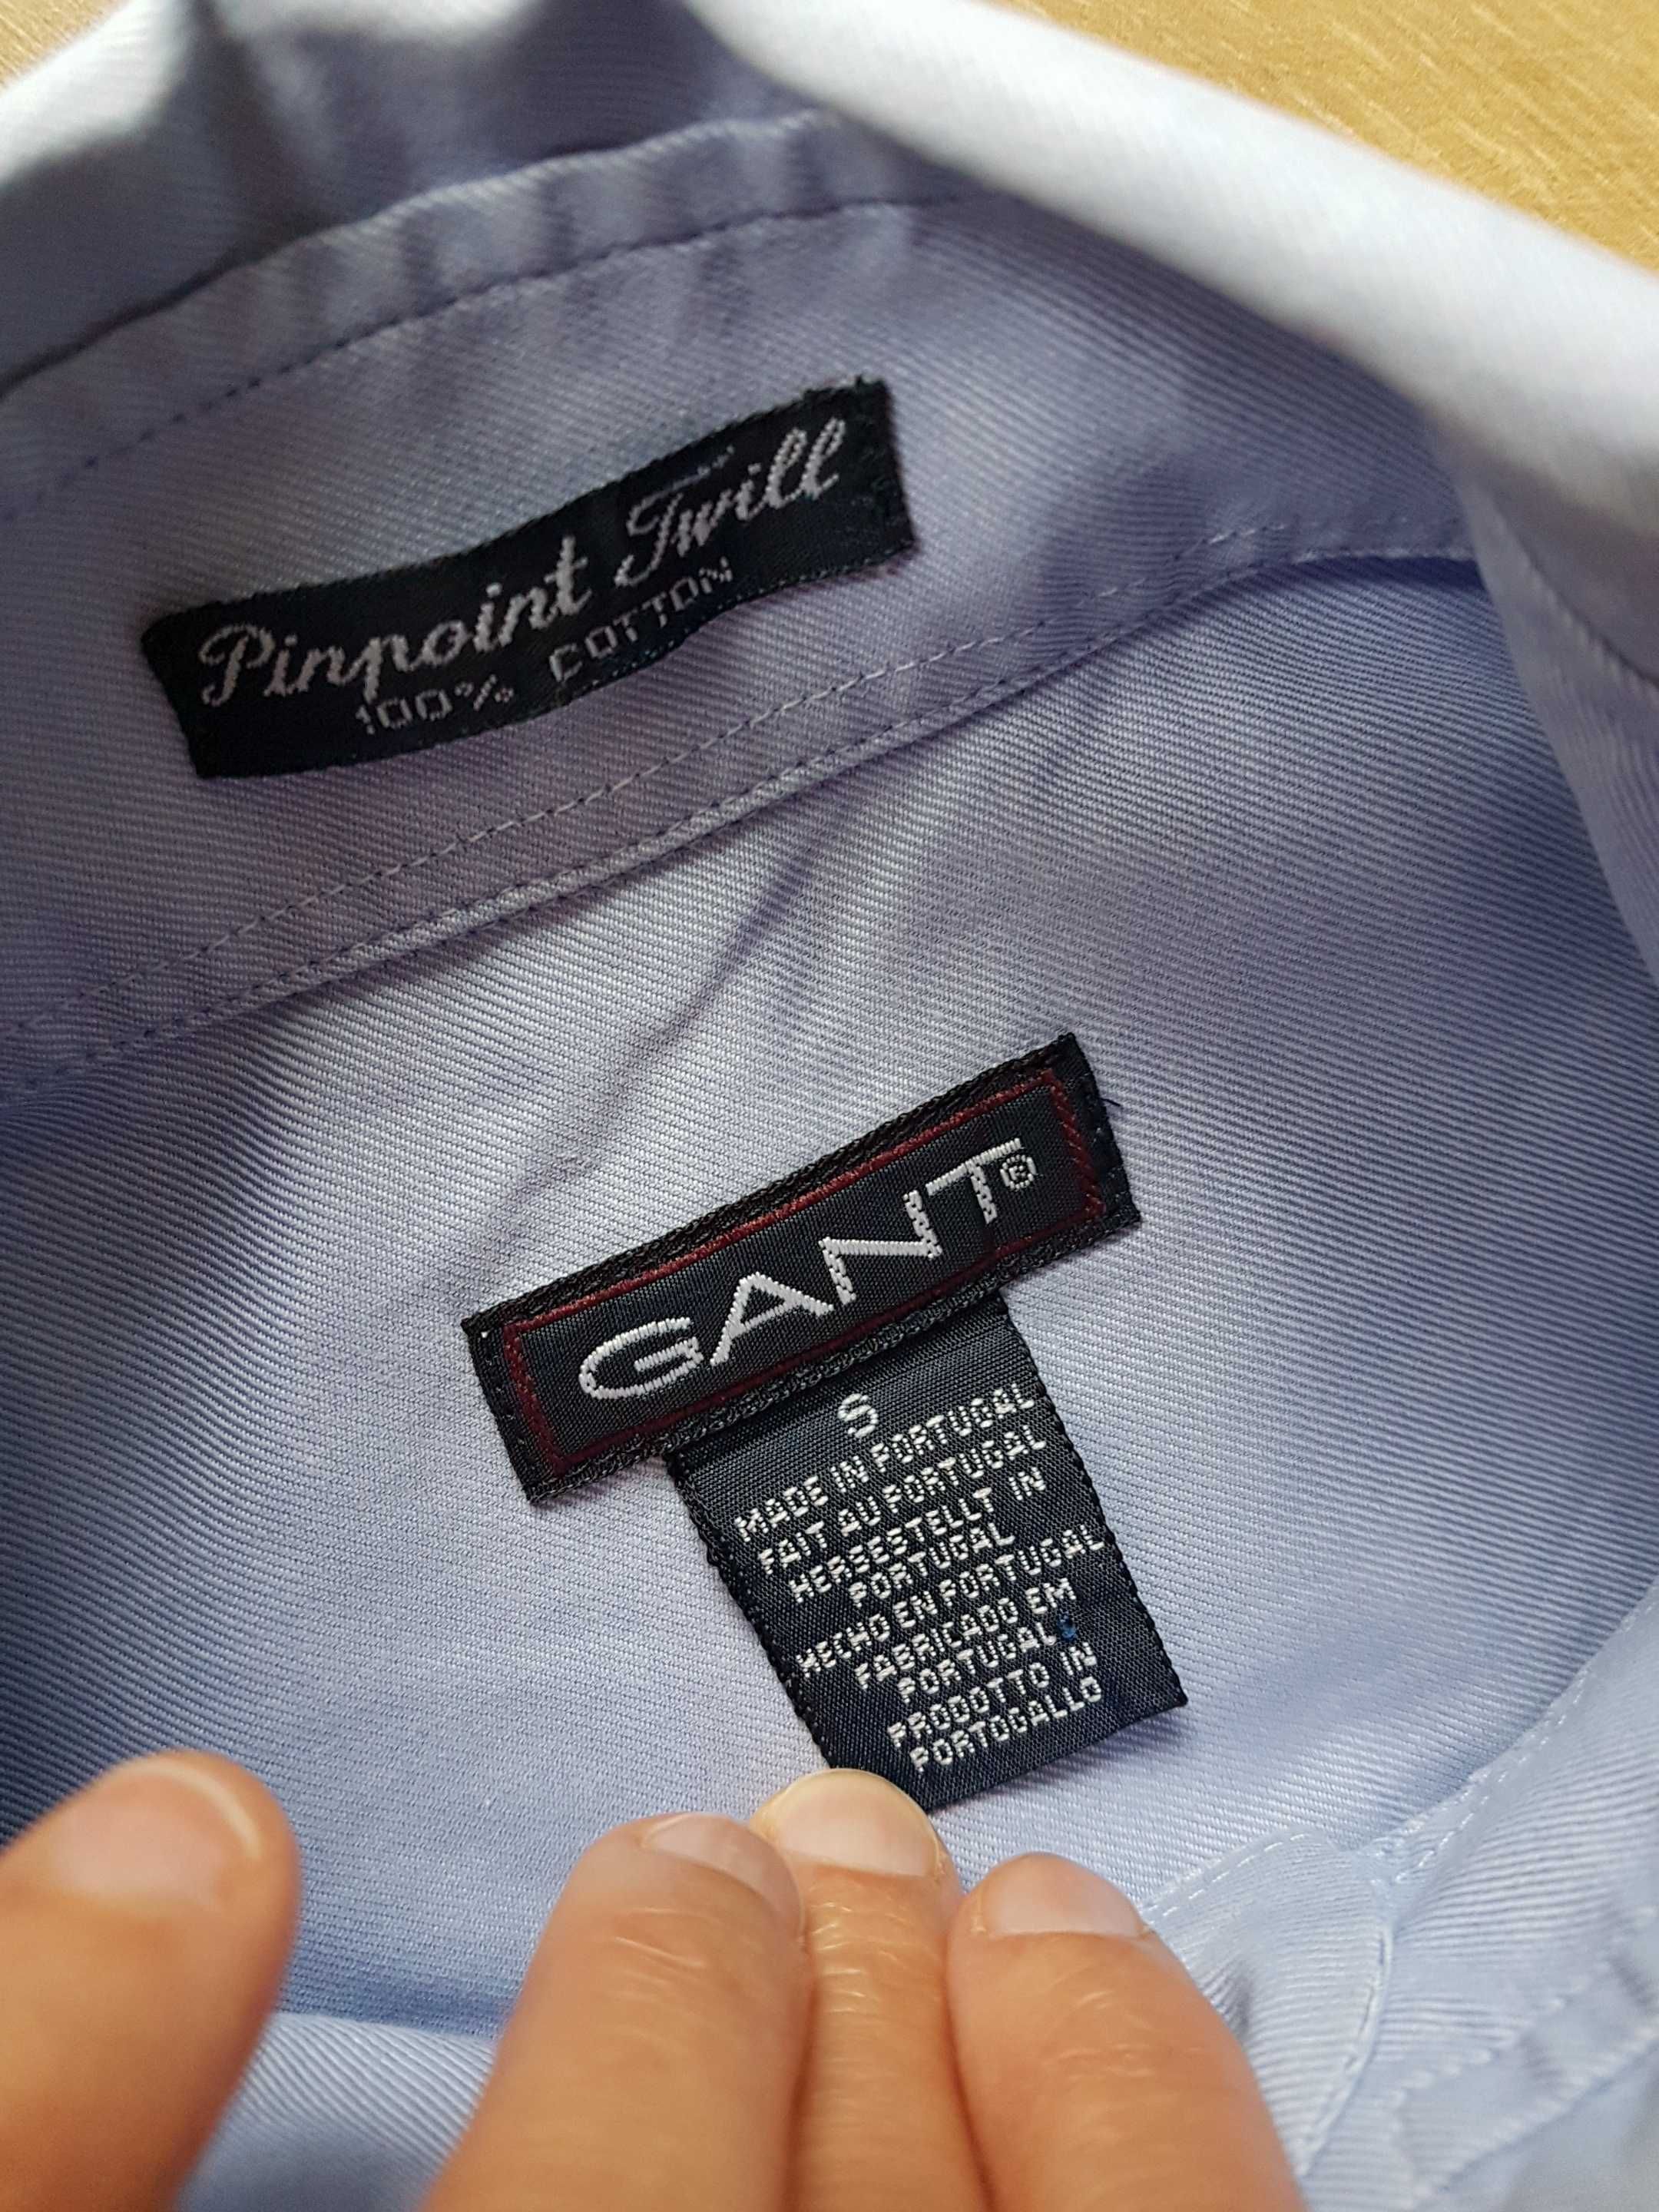 Pinpoint Twill
100% COTTON
GANT®
S
MADE IN PORTUGAL
FAIT AU PORTUGAL
HERGESTELLT IN
PORTUGAL
HECHO EN PORTUGAL
FABRICADO EM
PORTUGAL
PRODOTTO IN
PORTOGALLO